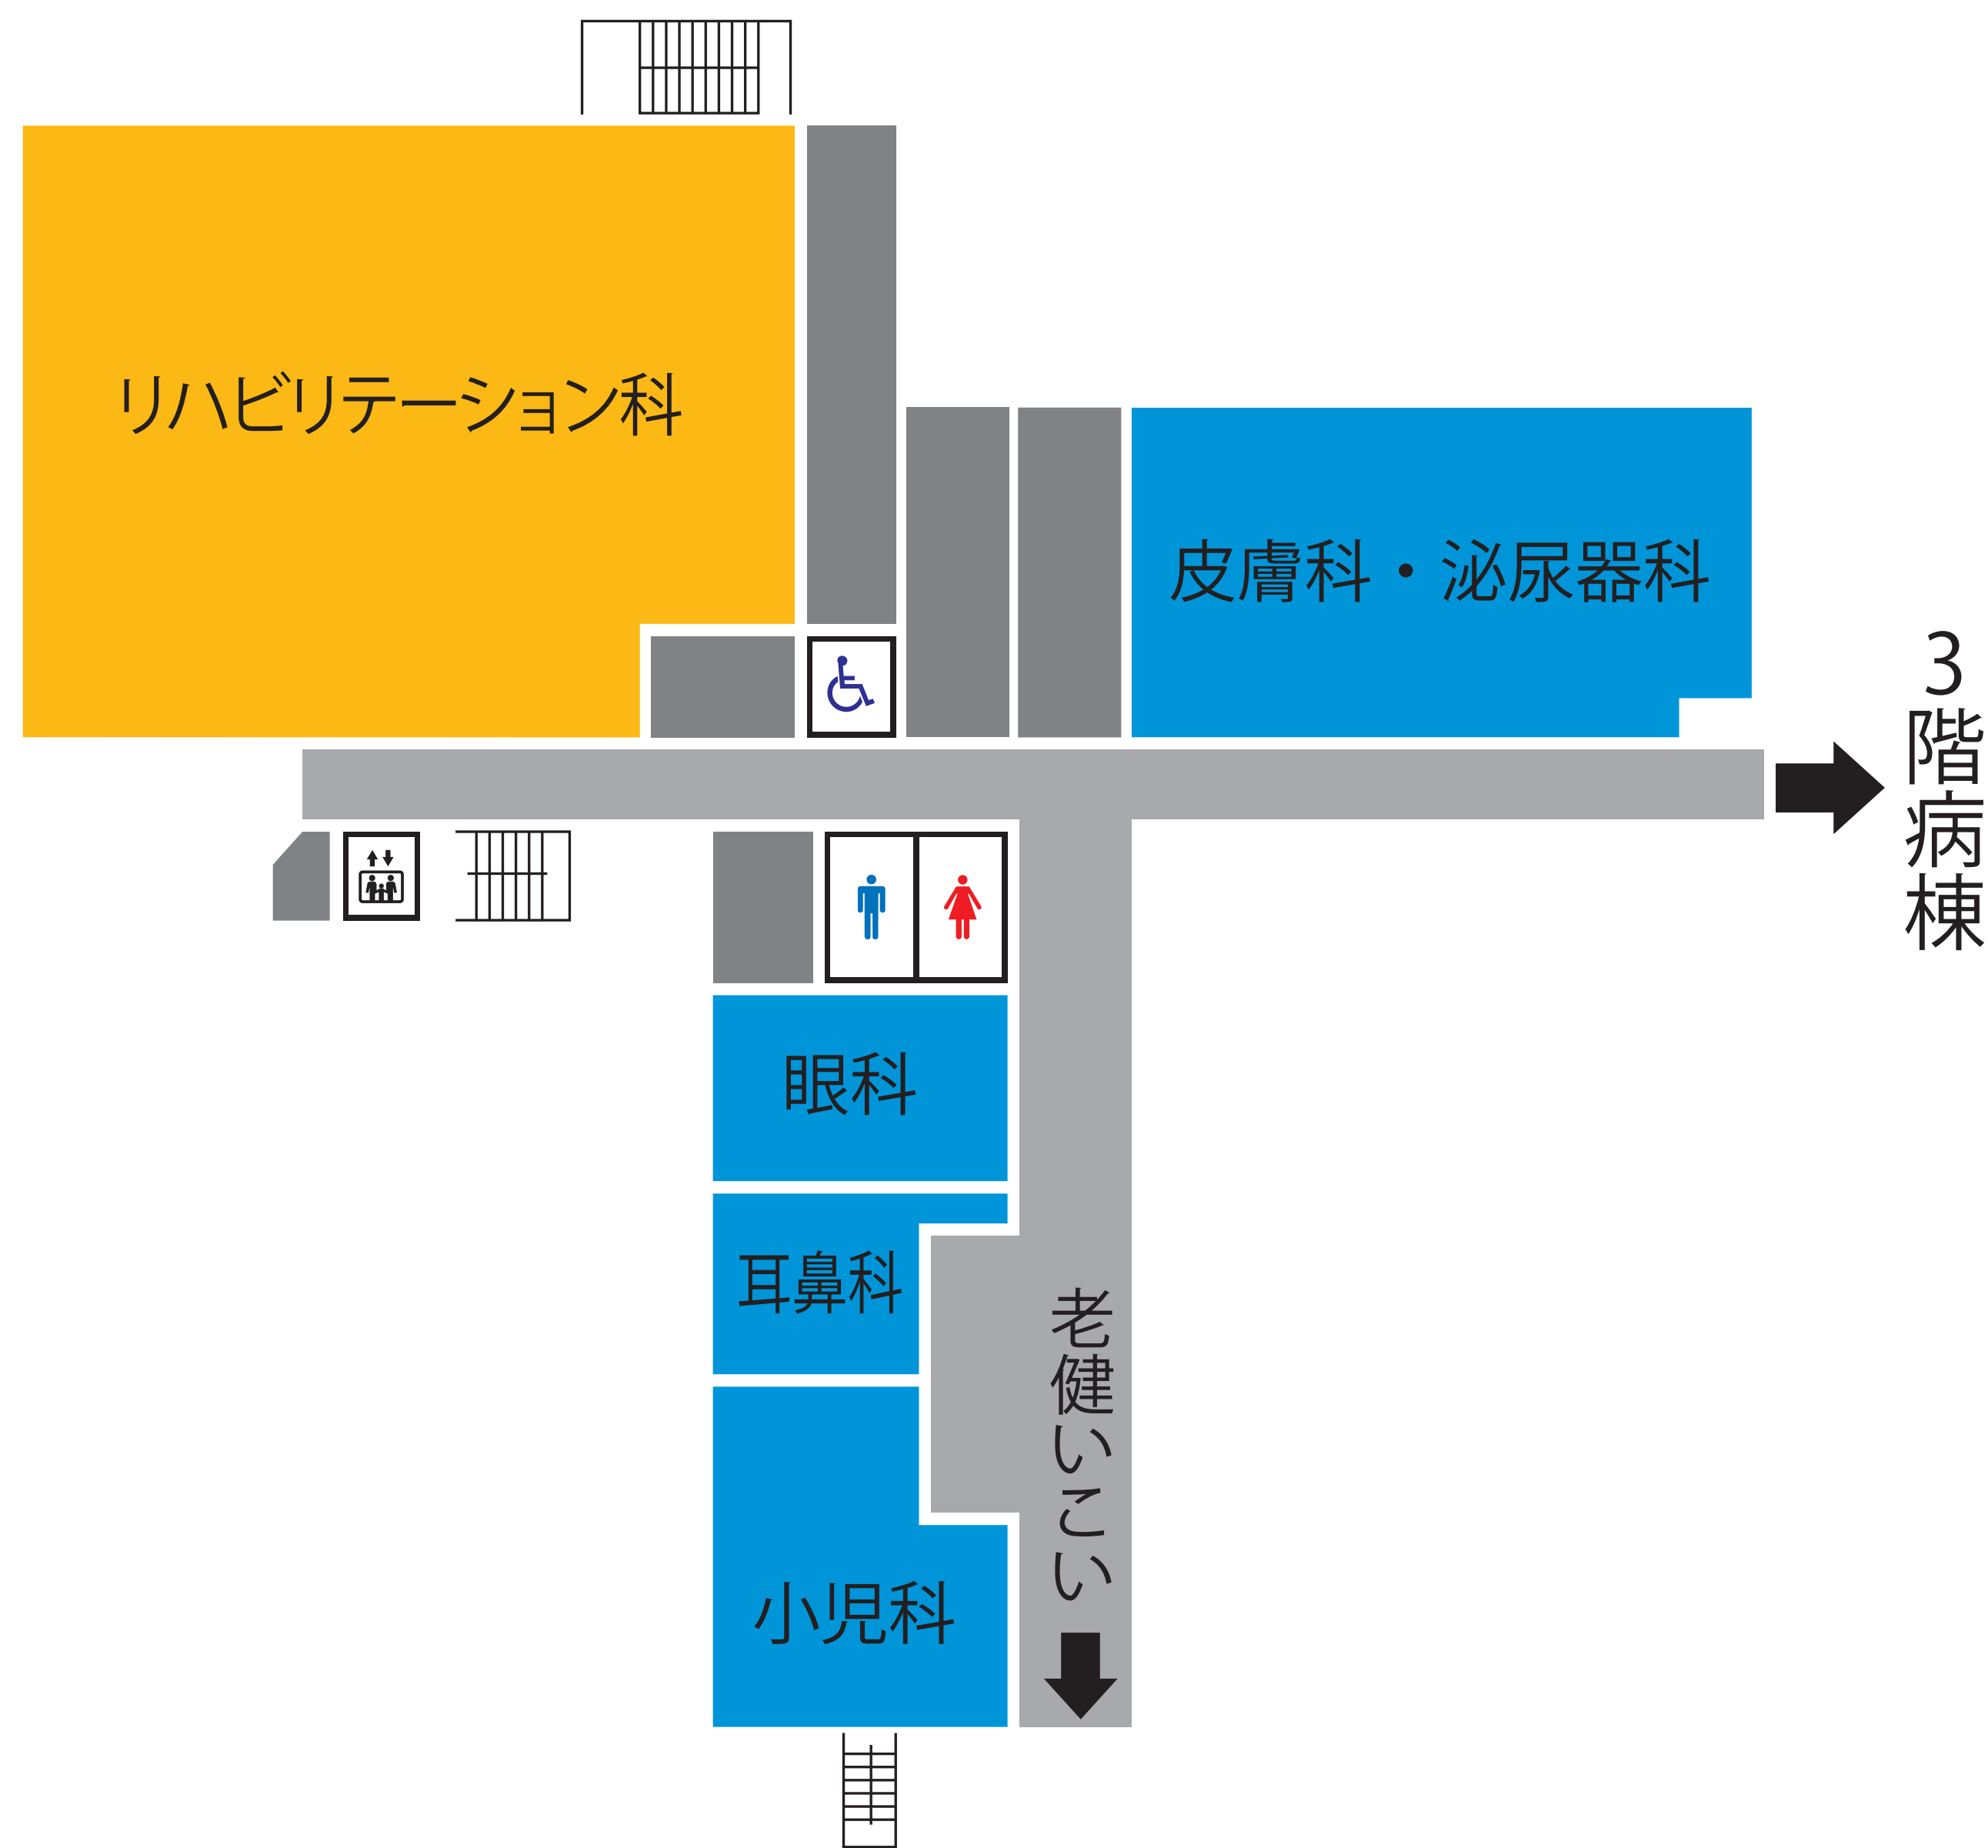 リハビリテーション科
皮膚科・泌尿器科
3階病棟
眼科
耳鼻科
老健いこい
小児科